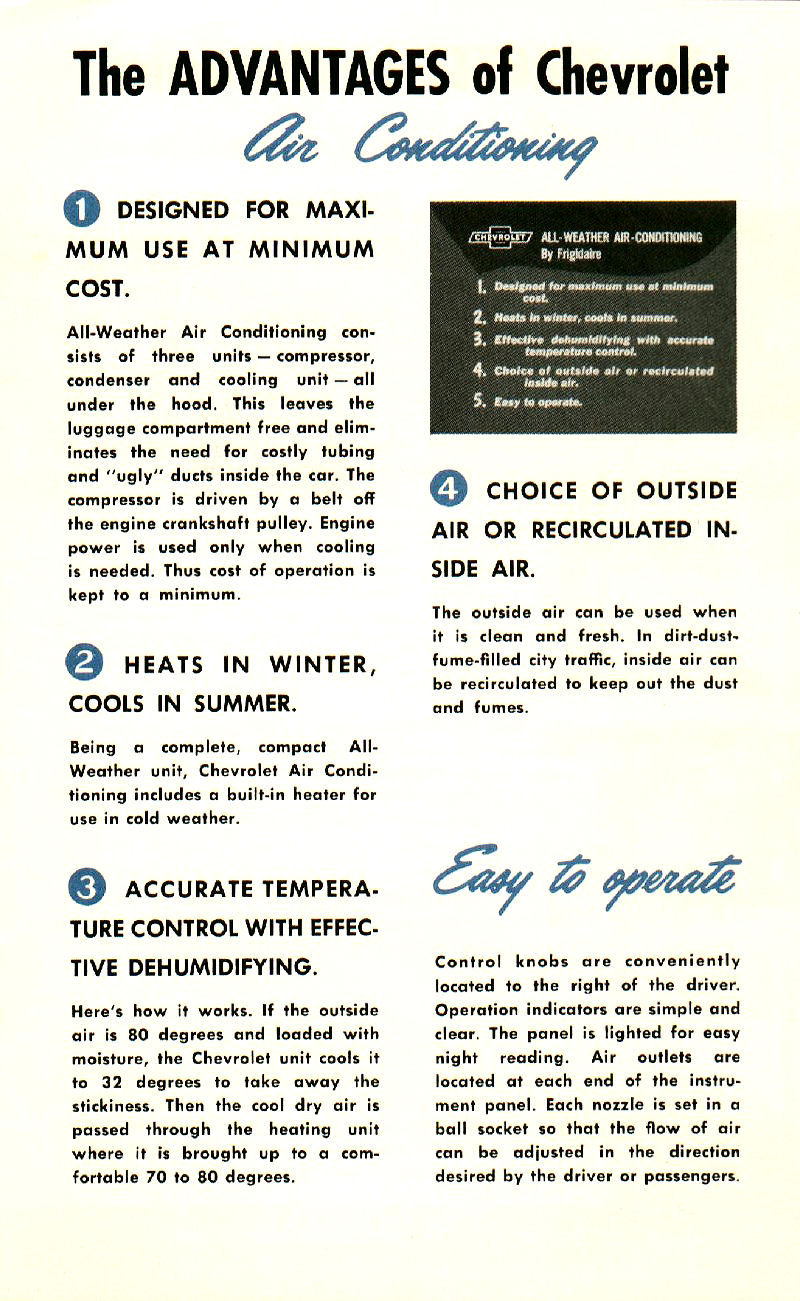 The ADVANTAGES of Chevrolet
Air Conditioning
1 DESIGNED FOR MAXI-
MUM USE AT MINIMUM
COST.
All-Weather Air Conditioning con-
sists of three units — compressor,
condenser and cooling unit — all
under the hood. This leaves the
luggage compartment free and elim-
inates the need for costly tubing
and "ugly" ducts inside the car. The
compressor is driven by a belt off
the engine crankshaft pulley. Engine
power is used only when cooling
is needed. Thus cost of operation is
kept to a minimum.
2 HEATS IN WINTER,
COOLS IN SUMMER.
Being a complete, compact All-
Weather unit, Chevrolet Air Condi-
tioning includes a built-in heater for
use in cold weather.
3 ACCURATE TEMPERA-
TURE CONTROL WITH EFFEC-
TIVE DEHUMIDIFYING.
Here's how it works. If the outside
air is 80 degrees and loaded with
moisture, the Chevrolet unit cools it
to 32 degrees to take away the
stickiness. Then the cool dry air is
passed through the heating unit
where it is brought up to a com-
fortable 70 to 80 degrees.
CHEVROLET ALL-WEATHER AIR-CONDITIONING
By Frigidaire
1. Designed for maximum use at minimum
cost.
2. Heats in winter, cools in summer.
3. Effective dehumidifying with accurate
temperature control.
4. Choice of outside air or recirculated
inside air.
5. Easy to operate.
4 CHOICE OF OUTSIDE
AIR OR RECIRCULATED IN-
SIDE AIR.
The outside air can be used when
it is clean and fresh. In dirt-dust-
fume-filled city traffic, inside air can
be recirculated to keep out the dust
and fumes.
Easy to operate
Control knobs are conveniently
located to the right of the driver.
Operation indicators are simple and
clear. The panel is lighted for easy
night reading. Air outlets are
located at each end of the instru-
ment panel. Each nozzle is set in a
ball socket so that the flow of air
can be adjusted in the direction
desired by the driver or passengers.